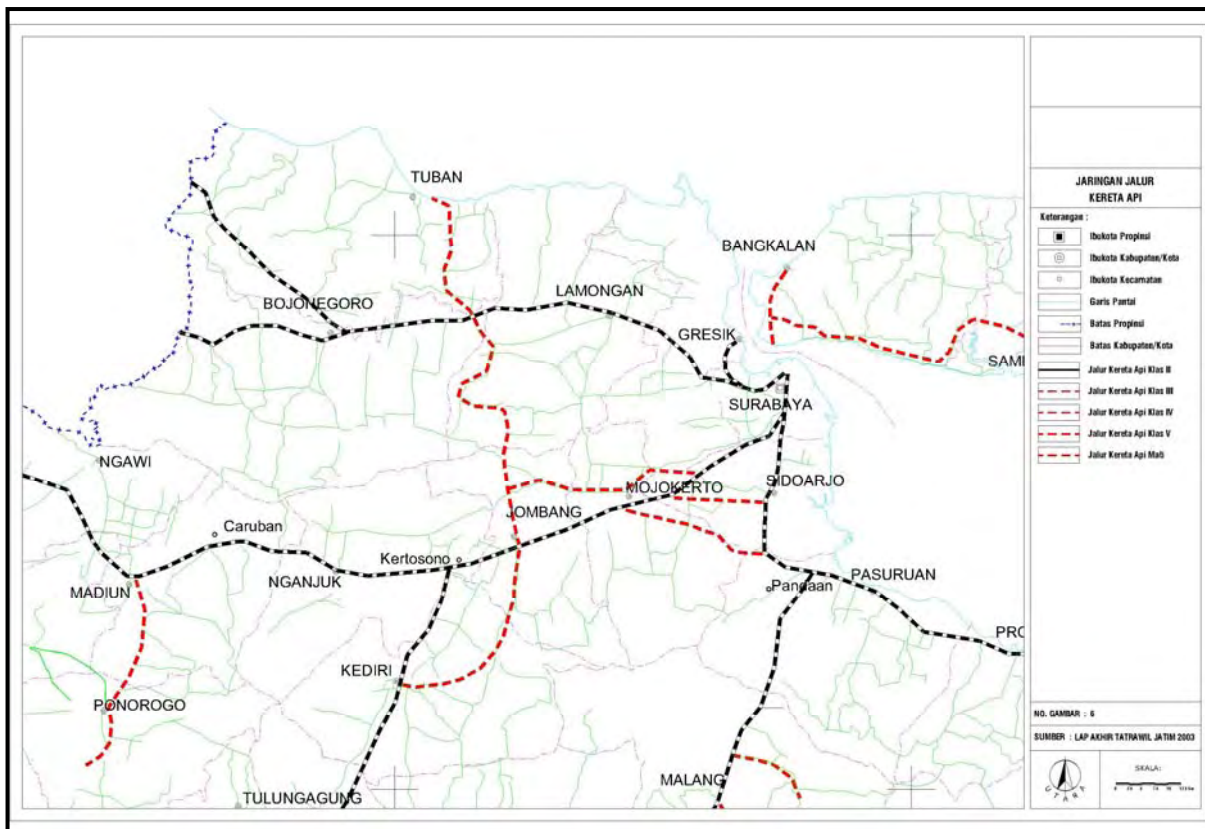 TUBAN
BANGKALAN
BOJONEGORO
LAMONGAN
GRESIK
SAMI
SURABAYA
NGAWI
MOJOKERTO
SIDOARJO
Caruban
JOMBANG
Kertosono
NGANJUK
MADIUN
PASURUAN
Pandaan
PRO
KEDIRI
PONOROGO
MALANG
TULUNGAGUNG
JARINGAN JALUR
KERETA API
Keterangan :
Ibukota Propinsi
Ibukota Kabupaten/Kota
Ibukota Kecamatan
Garis Pantai
Batas Propinsi
Batas Kabupaten/Kota
Jalur Kereta Api Klas II
Jalur Kereta Api Klas III
Jalur Kereta Api Klas IV
Jalur Kereta Api Klas V
Jalur Kereta Api Mati
NO. GAMBAR : 6
SUMBER : LAP AKHIR TATRAWIL JATIM 2003
UTARA
SKALA: